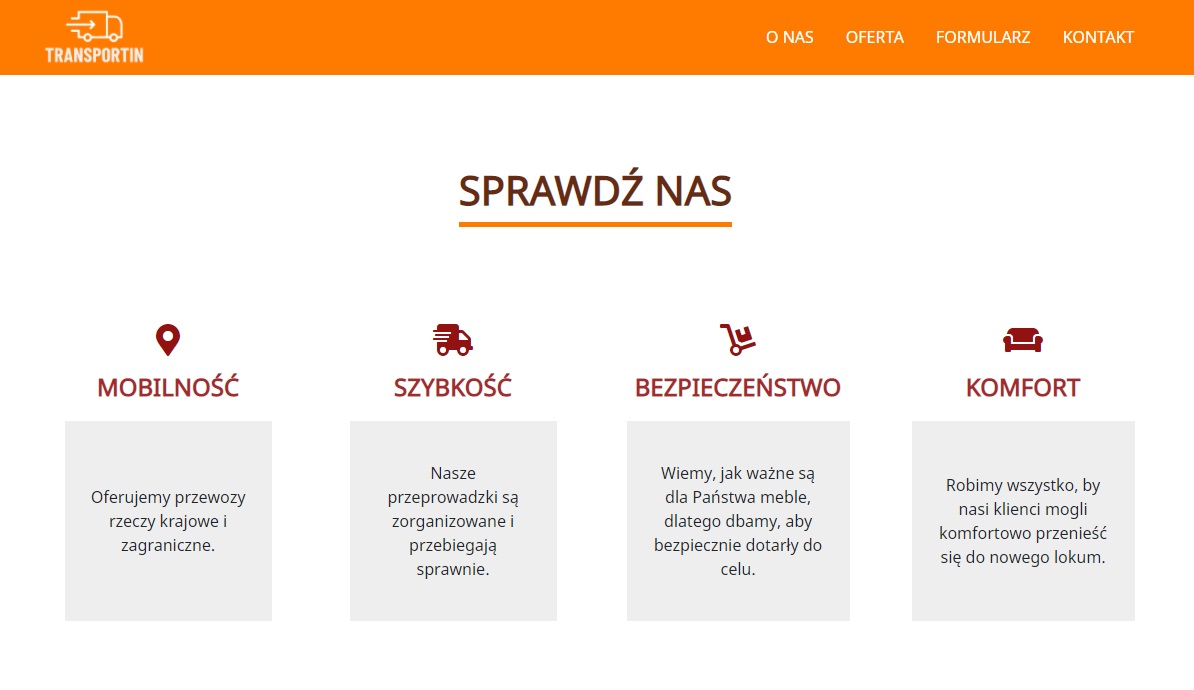 TRANSPORTIN
O NAS OFERTA FORMULARZ KONTAKT
SPRAWDŹ NAS
MOBILNOŚĆ
Oferujemy przewozy
rzeczy krajowe i
zagraniczne.
SZYBKOŚĆ
Nasze
przeprowadzki są
zorganizowane i
przebiegają
sprawnie.
BEZPIECZEŃSTWO
Wiemy, jak ważne są
dla Państwa meble,
dlatego dbamy, aby
bezpiecznie dotarły do
celu.
KOMFORT
Robimy wszystko, by
nasi klienci mogli
komfortowo przenieść
się do nowego lokum.